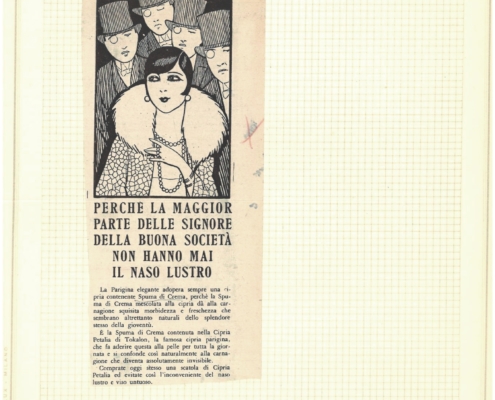 PERCHE LA MAGGIOR
PARTE DELLE SIGNORE
DELLA BUONA SOCIETÀ
NON HANNO MAI
IL NASO LUSTRO
La Parigina elegante adopera sempre una ci-
pria contenente Spuma di Crema, perchè la Spu-
ma di Crema mescolata alla cipria dà alla car-
nagione squisita morbidezza e freschezza che
sembrano altrettanto naturali dello splendore
stesso della gioventù.
È la Spuma di Crema contenuta nella Cipria
Petalia di Tokalon, la famosa cipria parigina,
che fa aderire questa alla pelle per tutta la gior-
nata e si confonde così naturalmente alla carna-
gione che diventa assolutamente invisibile.
Comprate oggi stesso una scatola di Cipria
Petalia ed evitate così l'inconveniente del naso
lustro e viso untuoso.